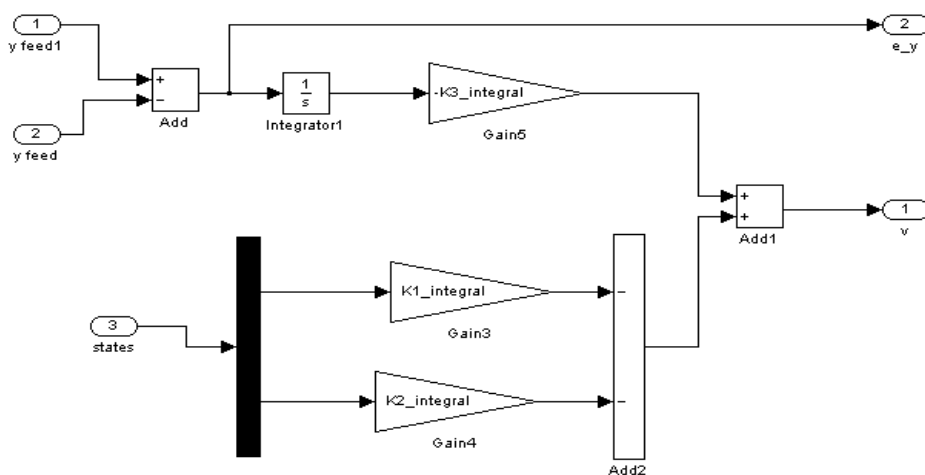 1
y feed1
2
y feed
+
−
Add
1
s
Integrator1
-K3_integral
Gain5
2
e_y
+
+
Add1
1
v
3
states
K1_integral
Gain3
K2_integral
Gain4
−
−
Add2